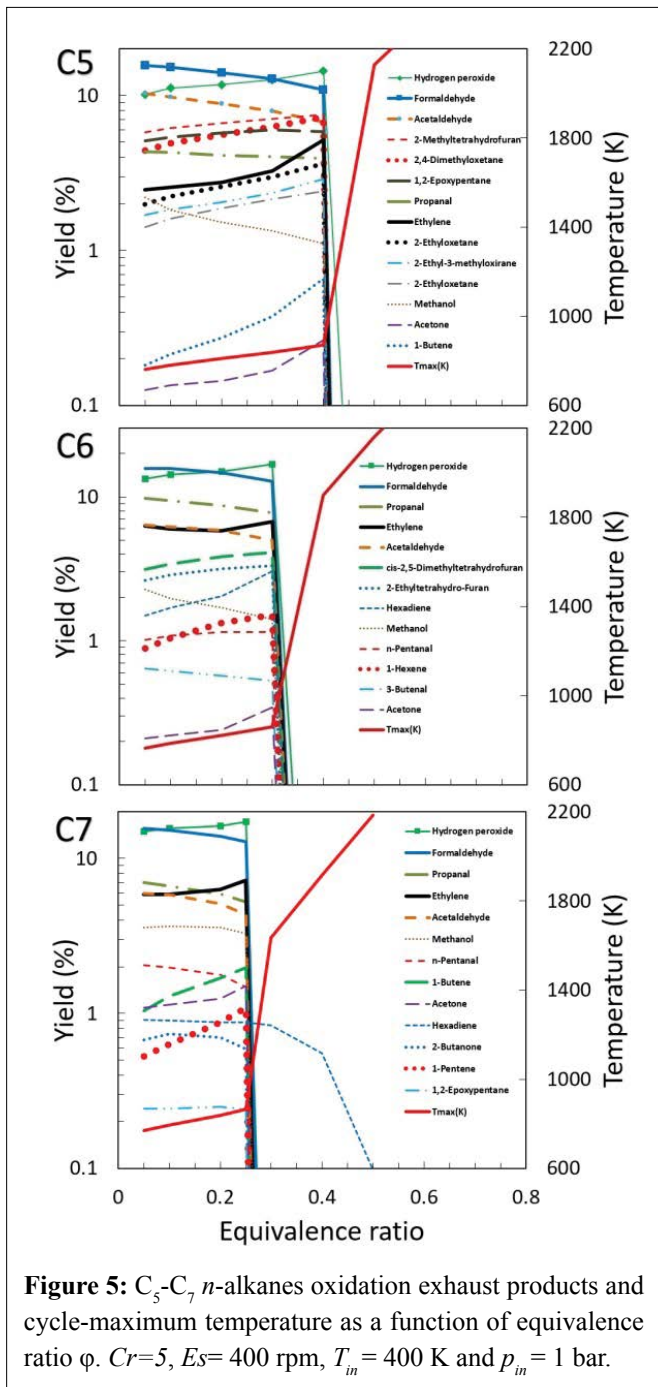 C5
Yield (%)
10
1
0.1
Hydrogen peroxide
Formaldehyde
Acetaldehyde
2-Methyltetrahydrofuran
2,4-Dimethyloxetane
1,2-Epoxypentane
Propanal
Ethylene
2-Ethyloxetane
2-Ethyl-3-methyloxirane
2-Ethyloxetane
Methanol
Acetone
1-Butene
Tmax(K)
2200
1800
1400
1000
600
Temperature (K)
C6
Yield (%)
10
1
0.1
Hydrogen peroxide
Formaldehyde
Propanal
Ethylene
Acetaldehyde
cis-2,5-Dimethyltetrahydrofuran
2-Ethyltetrahydro-Furan
Hexadiene
Methanol
n-Pentanal
1-Hexene
3-Butenal
Acetone
Tmax(K)
2200
1800
1400
1000
600
Temperature (K)
C7
Yield (%)
10
1
0.1
Hydrogen peroxide
Formaldehyde
Propanal
Ethylene
Acetaldehyde
Methanol
n-Pentanal
1-Butene
Acetone
Hexadiene
2-Butanone
1-Pentene
1,2-Epoxypentane
Tmax(K)
2200
1800
1400
1000
600
Temperature (K)
0 0.2 0.4 0.6 0.8
Equivalence ratio
Figure 5: C₅-C₇ n-alkanes oxidation exhaust products and
cycle-maximum temperature as a function of equivalence
ratio φ. Cr=5, Es= 400 rpm, T_in = 400 K and p_in = 1 bar.